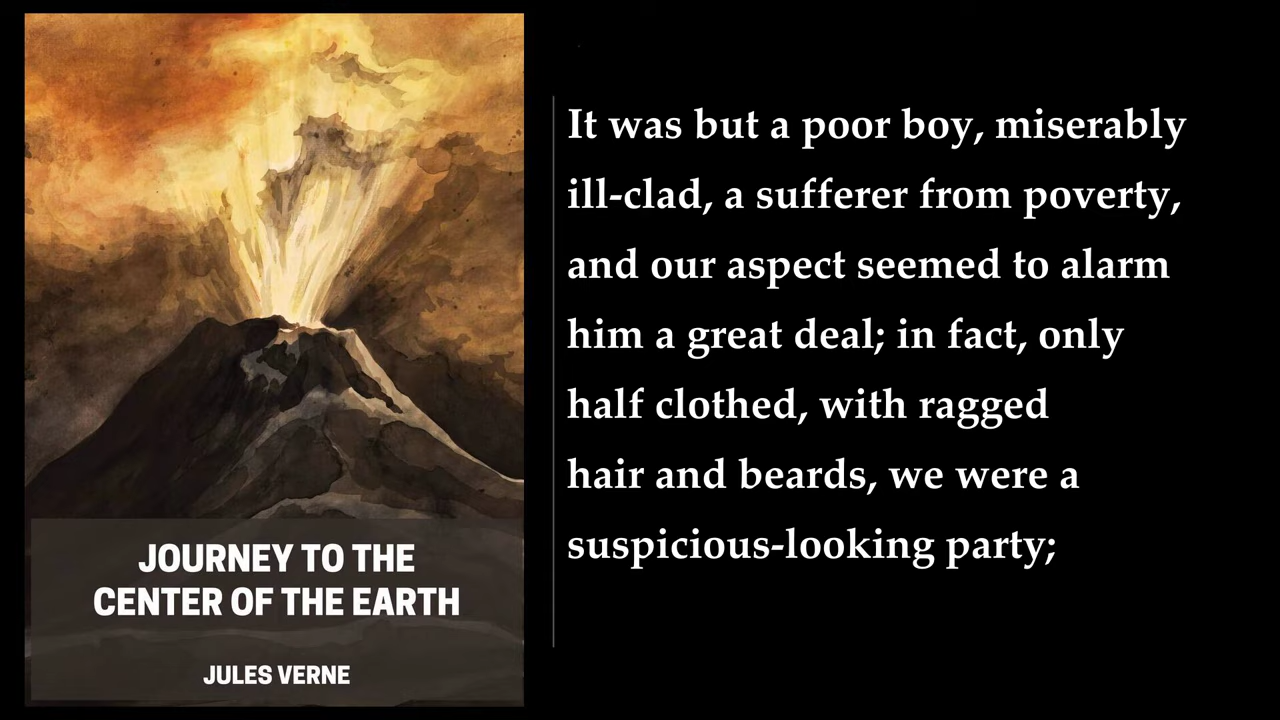 JOURNEY TO THE
CENTER OF THE EARTH
JULES VERNE
It was but a poor boy, miserably
ill-clad, a sufferer from poverty,
and our aspect seemed to alarm
him a great deal; in fact, only
half clothed, with ragged
hair and beards, we were a
suspicious-looking party;